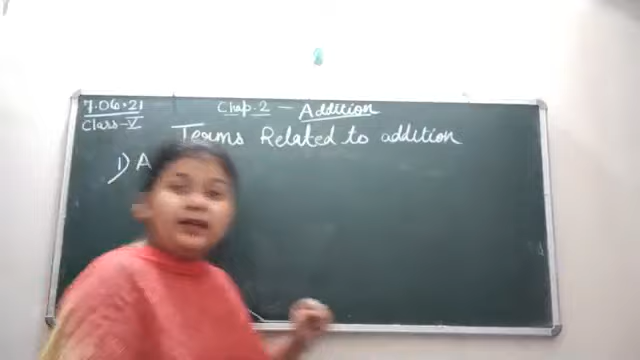 7.06.21
Chap.2 - Addition
Class-V
Terms Related to addition
1) A